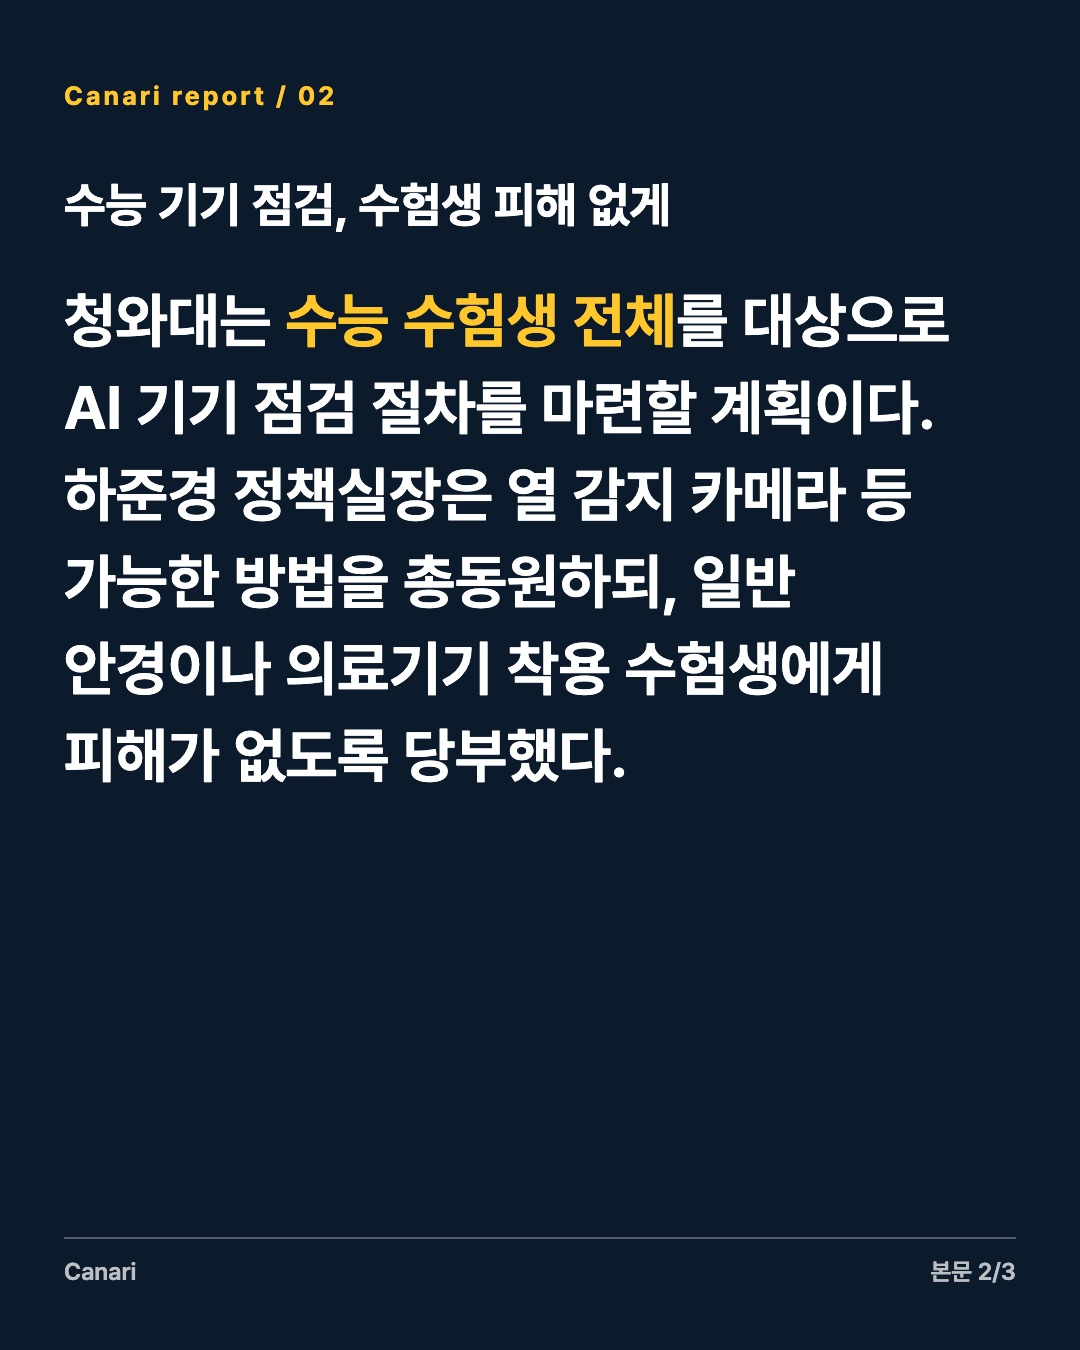 Canari report / 02
수능 기기 점검, 수험생 피해 없게
청와대는 수능 수험생 전체를 대상으로
AI 기기 점검 절차를 마련할 계획이다.
하준경 정책실장은 열 감지 카메라 등
가능한 방법을 총동원하되, 일반
안경이나 의료기기 착용 수험생에게
피해가 없도록 당부했다.
Canari
본문 2/3